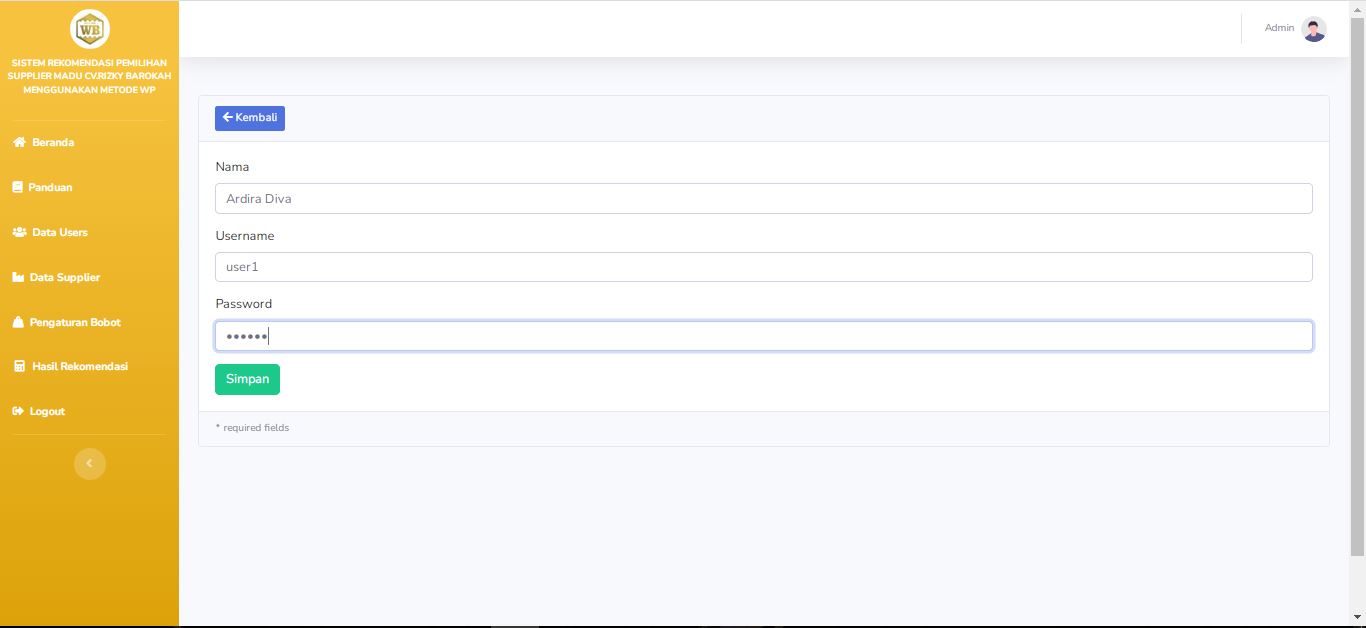 WB
SISTEM REKOMENDASI PEMILIHAN
SUPPLIER MADU CV.RIZKY BAROKAH
MENGGUNAKAN METODE WP
Beranda
Panduan
Data Users
Data Supplier
Pengaturan Bobot
Hasil Rekomendasi
Logout
Admin
Kembali
Nama
Ardira Diva
Username
user1
Password
••••••
Simpan
* required fields